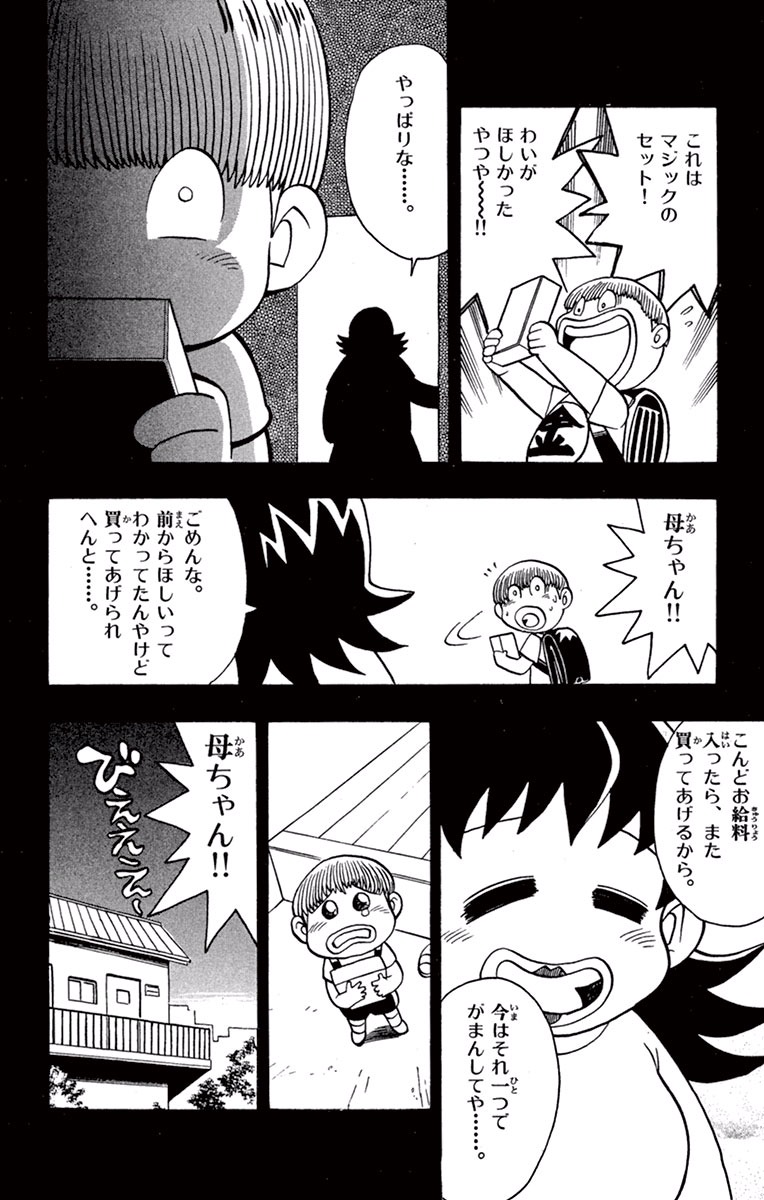 これは
マジックの
セット！
わいが
ほしかった
やつや〜〜!!
やっぱりな……。
母ちゃん!!
ごめんな。
前からほしいって
わかってたんやけど
買ってあげられ
へんと……。
こんどお給料
入ったら、また
買ってあげるから。
今はそれ一つで
がまんしてや……。
母ちゃん!!
びええええん〜